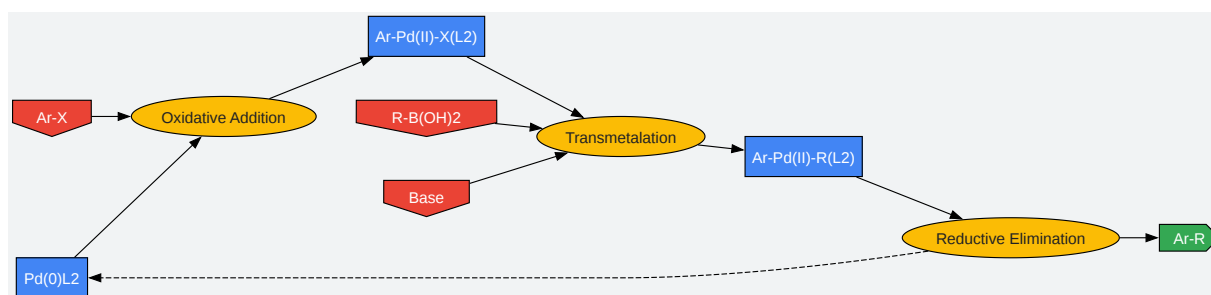 Ar-Pd(II)-X(L2)
Ar-X
Oxidative Addition
R-B(OH)2
Transmetalation
Ar-Pd(II)-R(L2)
Base
Reductive Elimination
Ar-R
Pd(0)L2